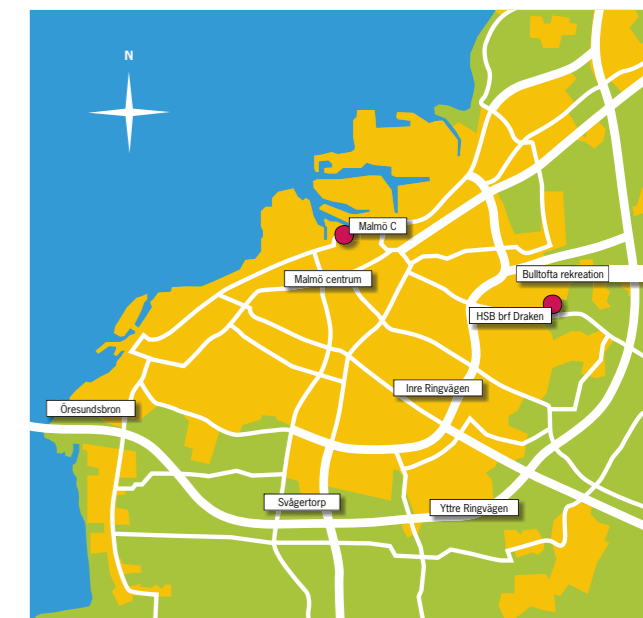 N
Malmö C
Malmö centrum
Bulltofta rekreation
HSB brf Draken
Inre Ringvägen
Öresundsbron
Svågertorp
Yttre Ringvägen